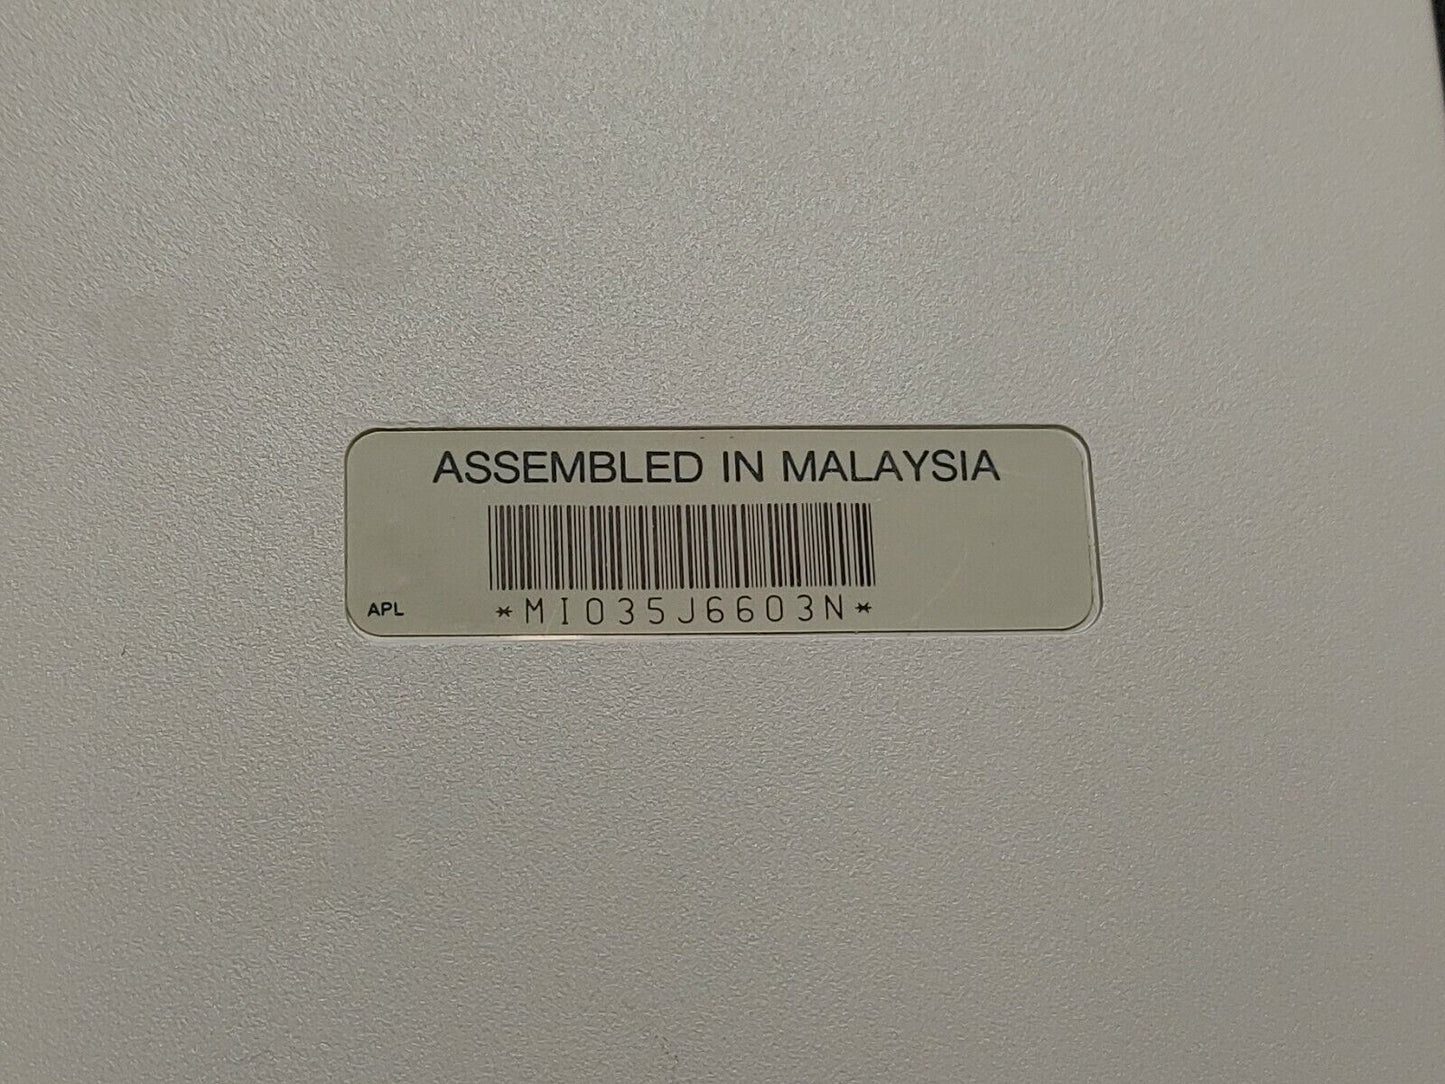 ASSEMBLED IN MALAYSIA
APL *MI035J6603N*